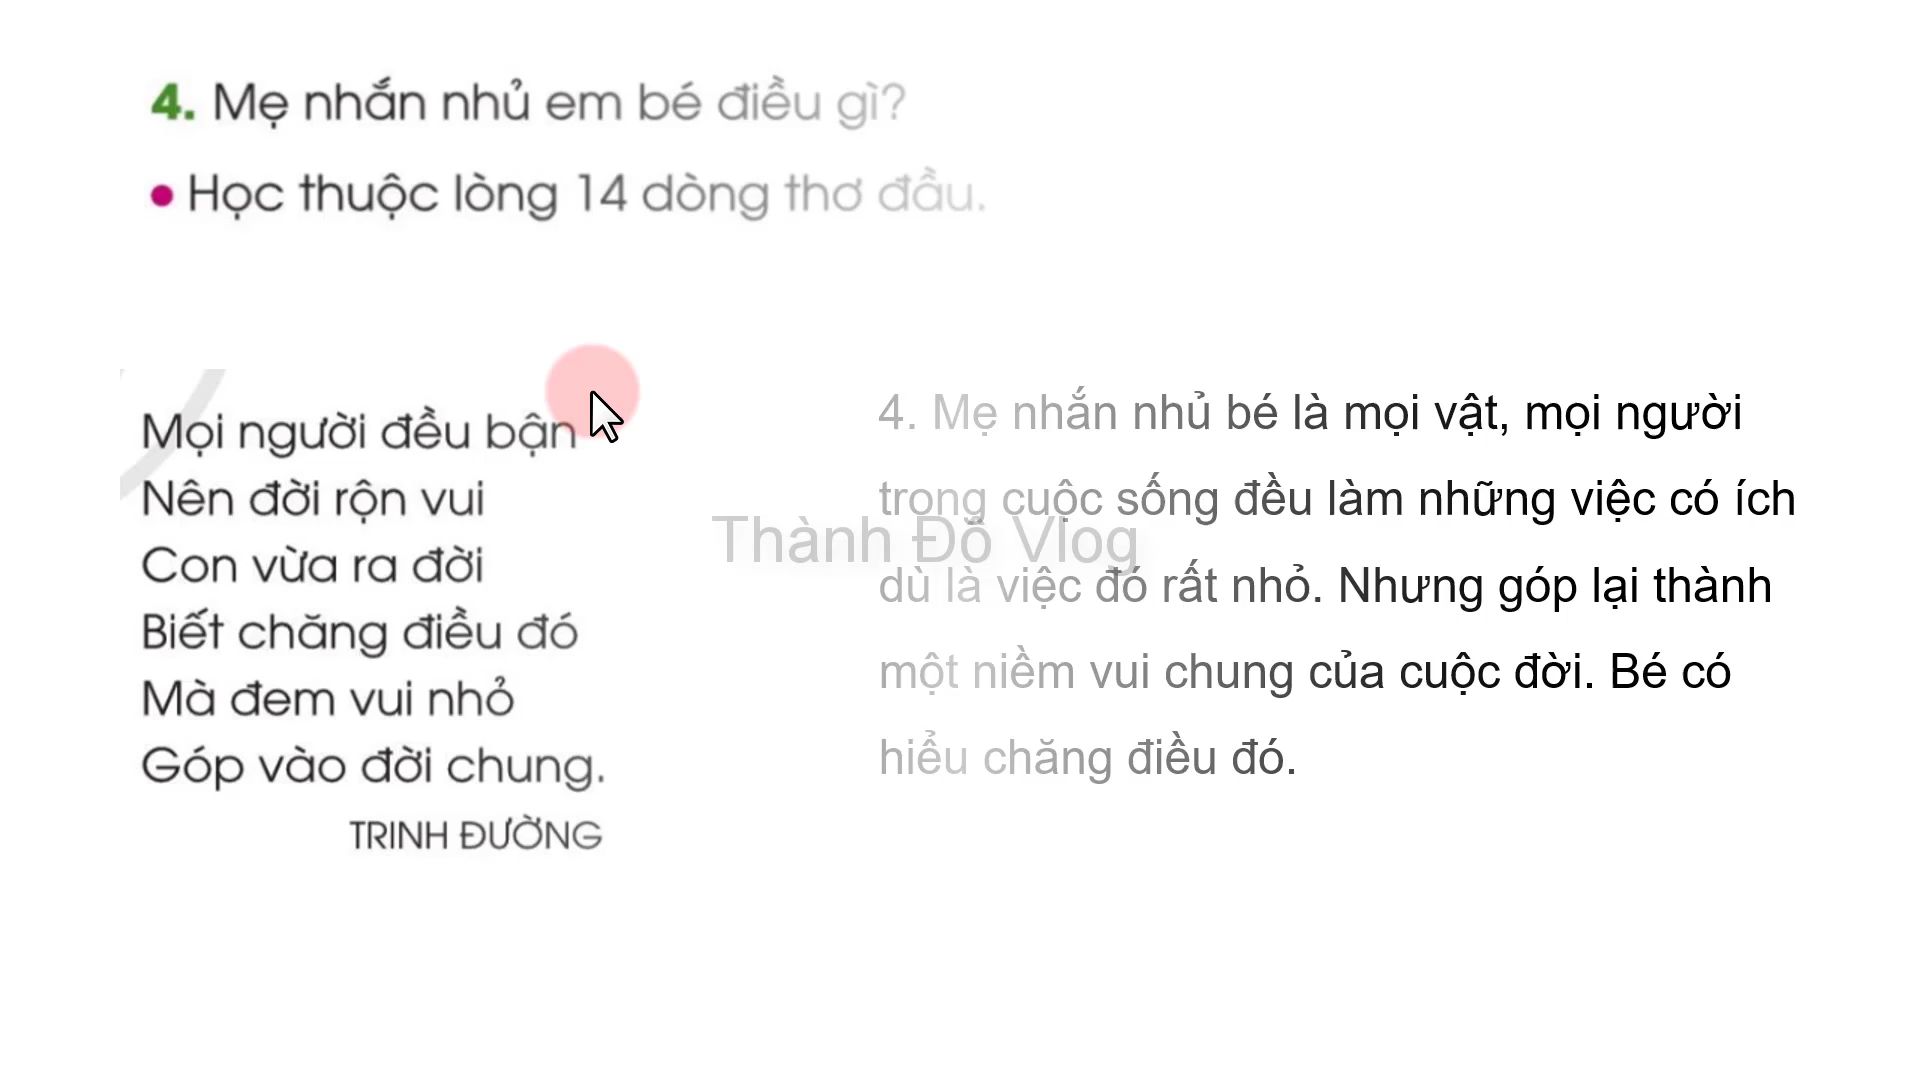 4. Mẹ nhắn nhủ em bé điều gì?
• Học thuộc lòng 14 dòng thơ đầu.
Mọi người đều bận
Nên đời rộn vui
Con vừa ra đời
Biết chăng điều đó
Mà đem vui nhỏ
Góp vào đời chung.
TRINH ĐƯỜNG
4. Mẹ nhắn nhủ bé là mọi vật, mọi người
trong cuộc sống đều làm những việc có ích
dù là việc đó rất nhỏ. Nhưng góp lại thành
một niềm vui chung của cuộc đời. Bé có
hiểu chăng điều đó.
Thành Đô Vlog